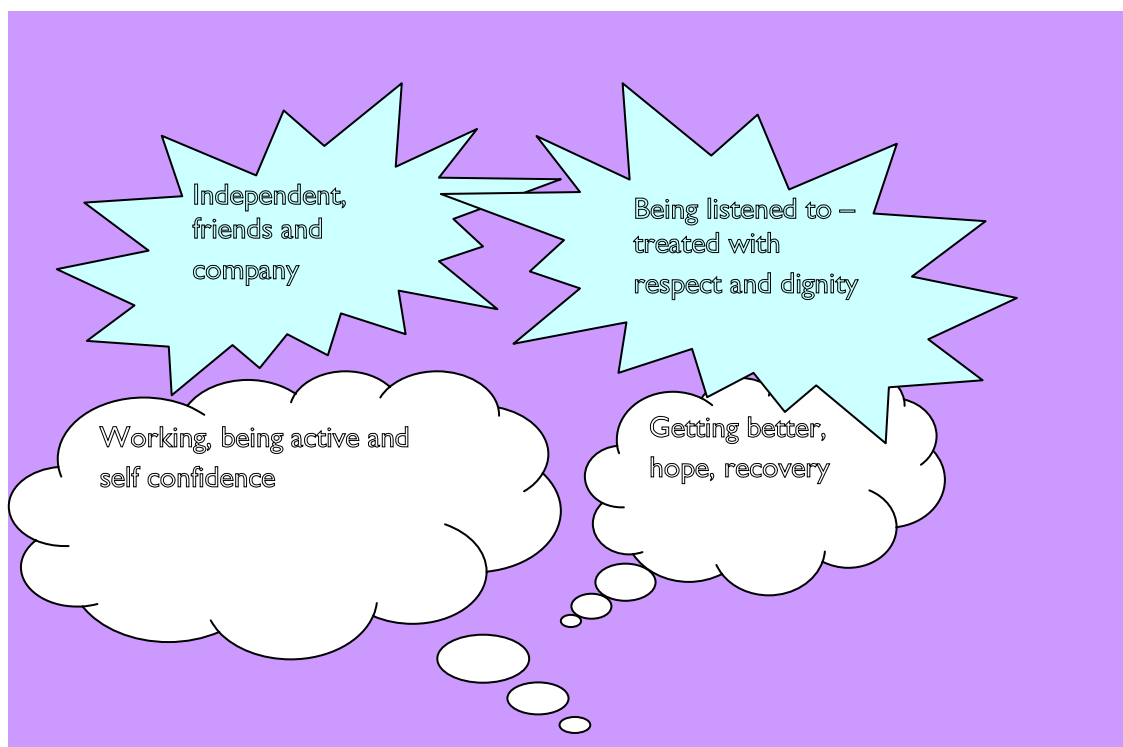 Independent,
friends and
company
Being listened to –
treated with
respect and dignity
Working, being active and
self confidence
Getting better,
hope, recovery